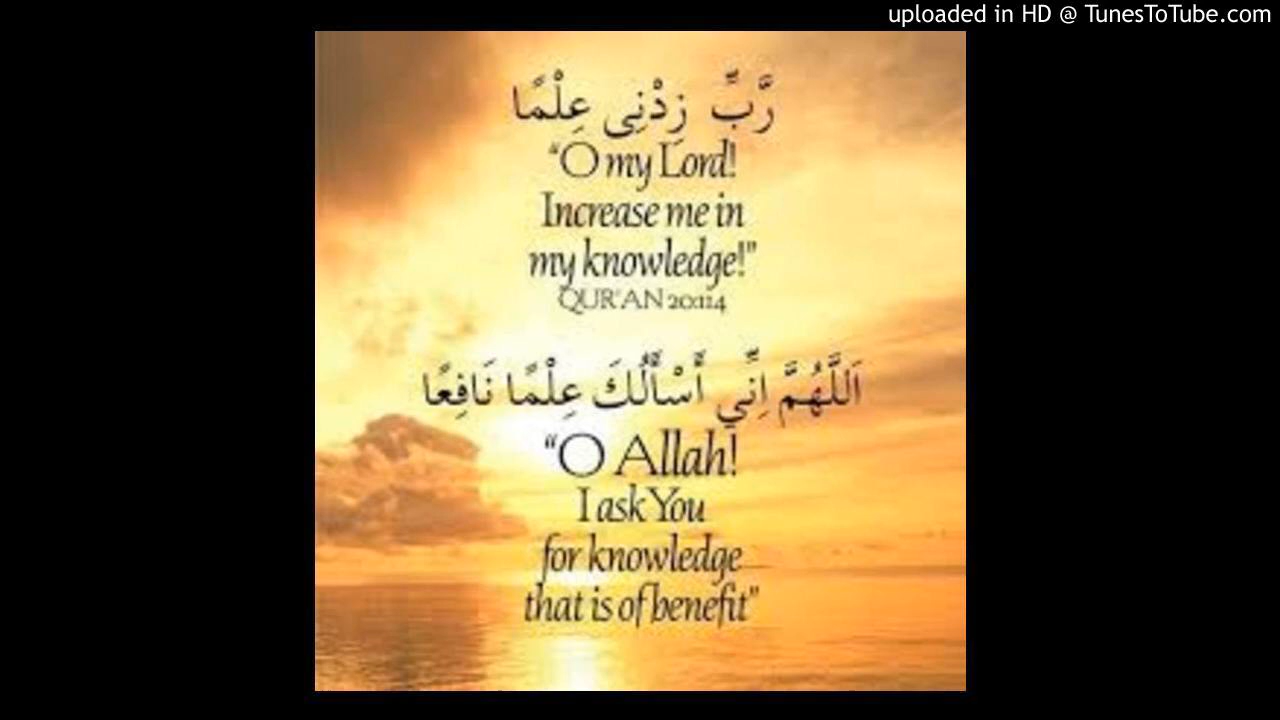 uploaded in HD @ TunesToTube.com
رَّبِّ زِدْنِى عِلْمًا
“O my Lord!
Increase me in
my knowledge!”
QUR'AN 20:114
اَللَّهُمَّ اِنِّي أَسْأَلُكَ عِلْمًا نَافِعًا
“O Allah!
I ask You
for knowledge
that is of benefit”